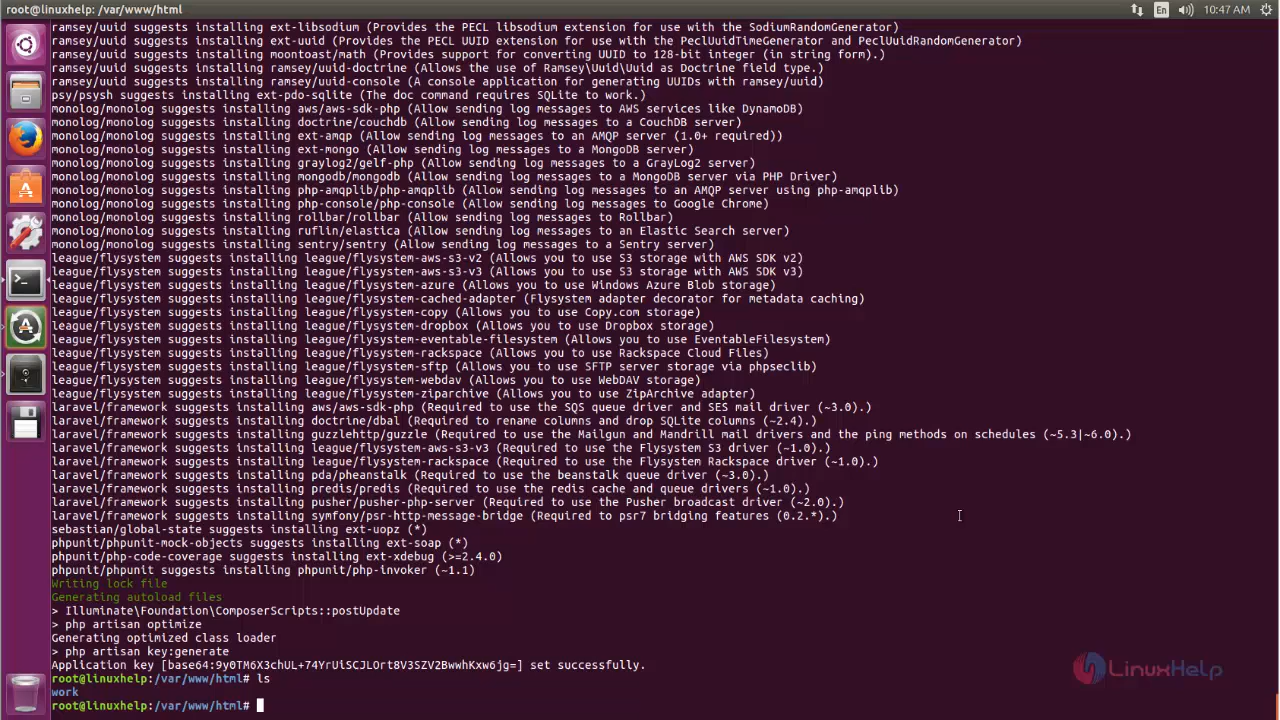 root@linuxhelp: /var/www/html
En
10:47 AM
ramsey/uuid suggests installing ext-libsodium (Provides the PECL libsodium extension for use with the SodiumRandomGenerator)
ramsey/uuid suggests installing ext-uuid (Provides the PECL UUID extension for use with the PeclUuidTimeGenerator and PeclUuidRandomGenerator)
ramsey/uuid suggests installing moontoast/math (Provides support for converting UUID to 128-bit integer (in string form).)
ramsey/uuid suggests installing ramsey/uuid-doctrine (Allows the use of Ramsey\Uuid\Uuid as Doctrine field type.)
ramsey/uuid suggests installing ramsey/uuid-console (A console application for generating UUIDs with ramsey/uuid)
psy/psysh suggests installing ext-pdo-sqlite (The doc command requires SQLite to work.)
monolog/monolog suggests installing aws/aws-sdk-php (Allow sending log messages to AWS services like DynamoDB)
monolog/monolog suggests installing doctrine/couchdb (Allow sending log messages to a CouchDB server)
monolog/monolog suggests installing ext-amqp (Allow sending log messages to an AMQP server (1.0+ required))
monolog/monolog suggests installing ext-mongo (Allow sending log messages to a MongoDB server)
monolog/monolog suggests installing graylog2/gelf-php (Allow sending log messages to a GrayLog2 server)
monolog/monolog suggests installing mongodb/mongodb (Allow sending log messages to a MongoDB server via PHP Driver)
monolog/monolog suggests installing php-amqplib/php-amqplib (Allow sending log messages to an AMQP server using php-amqplib)
monolog/monolog suggests installing php-console/php-console (Allow sending log messages to Google Chrome)
monolog/monolog suggests installing rollbar/rollbar (Allow sending log messages to Rollbar)
monolog/monolog suggests installing ruflin/elastica (Allow sending log messages to an Elastic Search server)
monolog/monolog suggests installing sentry/sentry (Allow sending log messages to a Sentry server)
league/flysystem suggests installing league/flysystem-aws-s3-v2 (Allows you to use S3 storage with AWS SDK v2)
league/flysystem suggests installing league/flysystem-aws-s3-v3 (Allows you to use S3 storage with AWS SDK v3)
league/flysystem suggests installing league/flysystem-azure (Allows you to use Windows Azure Blob storage)
league/flysystem suggests installing league/flysystem-cached-adapter (Flysystem adapter decorator for metadata caching)
league/flysystem suggests installing league/flysystem-copy (Allows you to use Copy.com storage)
league/flysystem suggests installing league/flysystem-dropbox (Allows you to use Dropbox storage)
league/flysystem suggests installing league/flysystem-eventable-filesystem (Allows you to use EventableFilesystem)
league/flysystem suggests installing league/flysystem-rackspace (Allows you to use Rackspace Cloud Files)
league/flysystem suggests installing league/flysystem-sftp (Allows you to use SFTP server storage via phpseclib)
league/flysystem suggests installing league/flysystem-webdav (Allows you to use WebDAV storage)
league/flysystem suggests installing league/flysystem-ziparchive (Allows you to use ZipArchive adapter)
laravel/framework suggests installing aws/aws-sdk-php (Required to use the SQS queue driver and SES mail driver (~3.0).)
laravel/framework suggests installing doctrine/dbal (Required to rename columns and drop SQLite columns (~2.4).)
laravel/framework suggests installing guzzlehttp/guzzle (Required to use the Mailgun and Mandrill mail drivers and the ping methods on schedules (~5.3|~6.0).)
laravel/framework suggests installing league/flysystem-aws-s3-v3 (Required to use the Flysystem S3 driver (~1.0).)
laravel/framework suggests installing league/flysystem-rackspace (Required to use the Flysystem Rackspace driver (~1.0).)
laravel/framework suggests installing pda/pheanstalk (Required to use the beanstalk queue driver (~3.0).)
laravel/framework suggests installing predis/predis (Required to use the redis cache and queue drivers (~1.0).)
laravel/framework suggests installing pusher/pusher-php-server (Required to use the Pusher broadcast driver (~2.0).)
laravel/framework suggests installing symfony/psr-http-message-bridge (Required to psr7 bridging features (0.2.*).)
sebastian/global-state suggests installing ext-uopz (*)
phpunit/phpunit-mock-objects suggests installing ext-soap (*)
phpunit/php-code-coverage suggests installing ext-xdebug (>=2.4.0)
phpunit/phpunit suggests installing phpunit/php-invoker (~1.1)
Writing lock file
Generating autoload files
> Illuminate\Foundation\ComposerScripts::postUpdate
> php artisan optimize
Generating optimized class loader
> php artisan key:generate
Application key [base64:9y0TM6X3chUL+74YrUiSCJLOrt8V3SZV2BwwhKxw6jg=] set successfully.
root@linuxhelp:/var/www/html# ls
work
root@linuxhelp:/var/www/html#
LinuxHelp